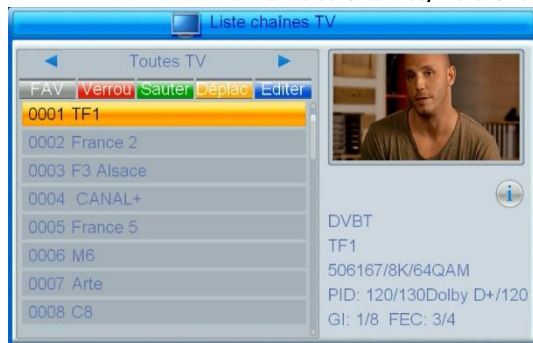 Liste chaînes TV
Toutes TV
FAV Verrou Sauter Déplac Editer
0001 TF1
0002 France 2
0003 F3 Alsace
0004 CANAL+
0005 France 5
0006 M6
0007 Arte
0008 C8
i
DVBT
TF1
506167/8K/64QAM
PID: 120/130Dolby D+/120
GI: 1/8 FEC: 3/4